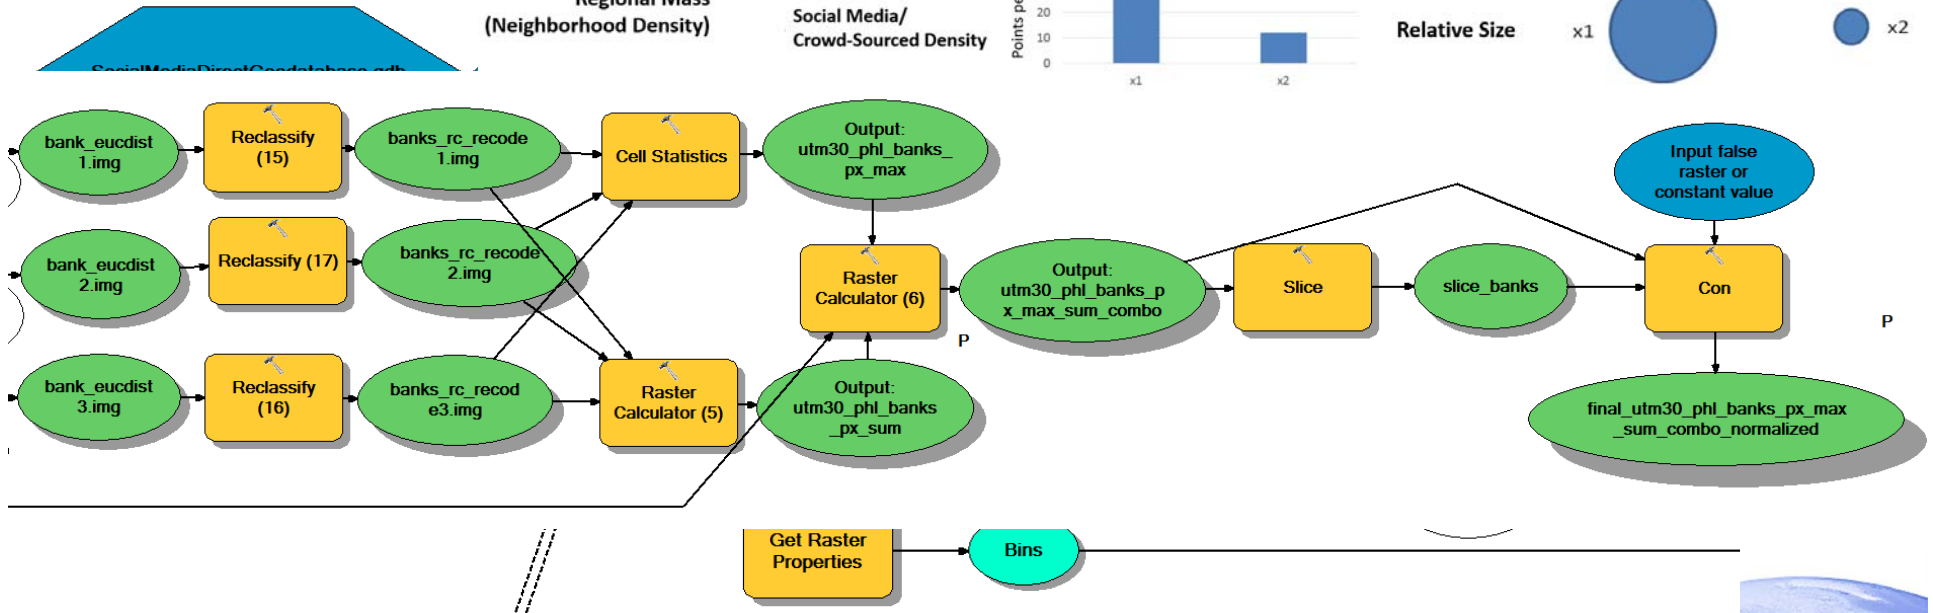 Regional Mass
(Neighborhood Density)
Social Media/
Crowd-Sourced Density
20
10
0
x1
x2
Relative Size
x1
x2
bank_eucdist
1.img
Reclassify
(15)
banks_rc_recode
1.img
Cell Statistics
Output:
utm30_phl_banks_
px_max
Input false
raster or
constant value
bank_eucdist
2.img
Reclassify (17)
banks_rc_recode
2.img
Raster
Calculator (6)
P
Output:
utm30_phl_banks_p
x_max_sum_combo
Slice
slice_banks
Con
P
bank_eucdist
3.img
Reclassify
(16)
banks_rc_recod
e3.img
Raster
Calculator (5)
Output:
utm30_phl_banks
_px_sum
final_utm30_phl_banks_px_max
_sum_combo_normalized
Get Raster
Properties
Bins